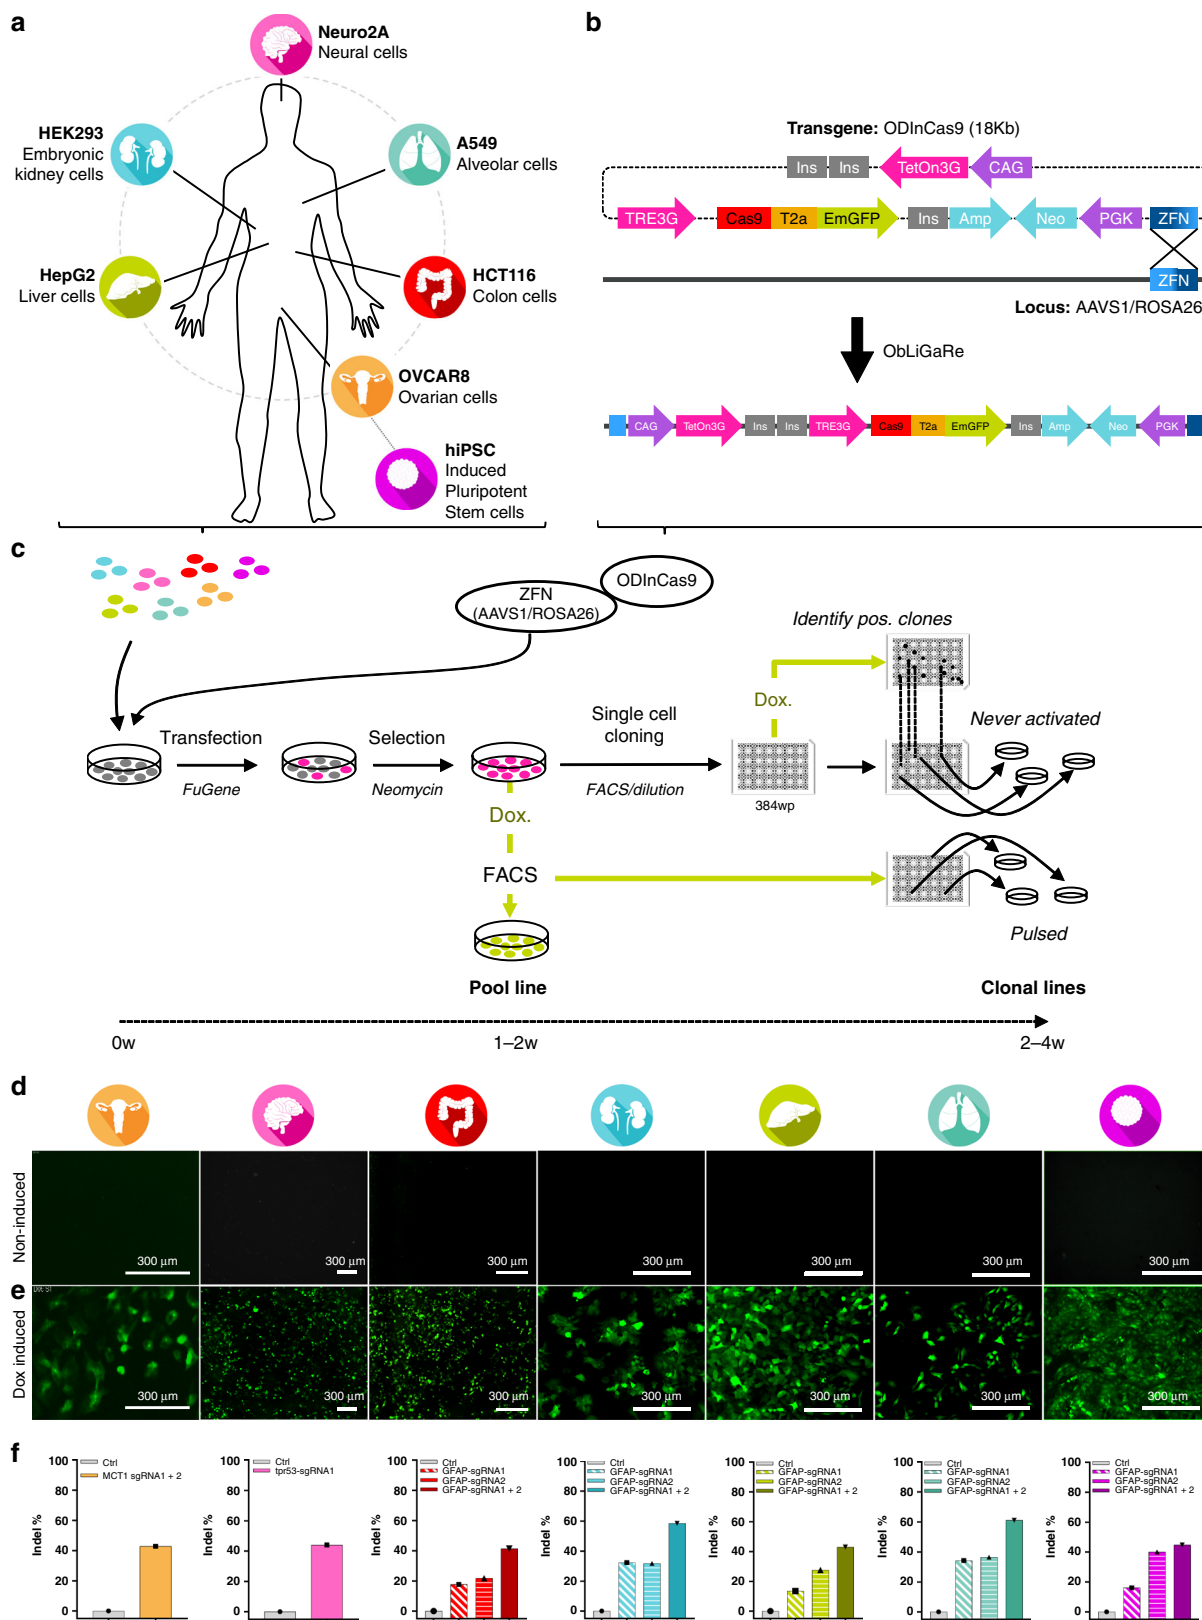 a
Neuro2A
Neural cells
HEK293
Embryonic
kidney cells
A549
Alveolar cells
HepG2
Liver cells
HCT116
Colon cells
OVCAR8
Ovarian cells
hiPSC
Induced
Pluripotent
Stem cells
b
Transgene: ODInCas9 (18Kb)
Ins Ins TetOn3G CAG
TRE3G Cas9 T2a EmGFP Ins Amp Neo PGK ZFN
ZFN
Locus: AAVS1/ROSA26
ObLiGaRe
CAG TetOn3G Ins Ins TRE3G Cas9 T2a EmGFP Ins Amp Neo PGK
c
ODInCas9
ZFN
(AAVS1/ROSA26)
Identify pos. clones
Dox.
Never activated
Transfection
FuGene
Selection
Neomycin
Single cell
cloning
FACS/dilution
384wp
Dox.
FACS
Pulsed
Pool line
Clonal lines
0w
1–2w
2–4w
d
Non-induced
300 µm
300 µm
300 µm
300 µm
300 µm
300 µm
300 µm
e
Dox induced
300 µm
300 µm
300 µm
300 µm
300 µm
300 µm
300 µm
f
Indel %
100
80
60
40
20
0
Ctrl
MCT1 sgRNA1 + 2
Indel %
100
80
60
40
20
0
Ctrl
tpr53-sgRNA1
Indel %
100
80
60
40
20
0
Ctrl
GFAP-sgRNA1
GFAP-sgRNA2
GFAP-sgRNA1 + 2
Indel %
100
80
60
40
20
0
Ctrl
GFAP-sgRNA1
GFAP-sgRNA2
GFAP-sgRNA1 + 2
Indel %
100
80
60
40
20
0
Ctrl
GFAP-sgRNA1
GFAP-sgRNA2
GFAP-sgRNA1 + 2
Indel %
100
80
60
40
20
0
Ctrl
GFAP-sgRNA1
GFAP-sgRNA2
GFAP-sgRNA1 + 2
Indel %
100
80
60
40
20
0
Ctrl
GFAP-sgRNA1
GFAP-sgRNA2
GFAP-sgRNA1 + 2